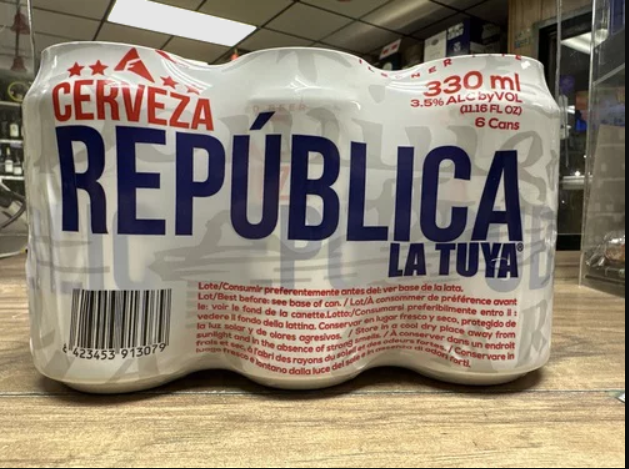 CERVEZA
REPÚBLICA
LA TUYA®
330 ml
3.5% ALC byVOL
(11.16 FL OZ)
6 Cans
Lote/Consumir preferentemente antes del: ver base de la lata.
Lot/Best before: see base of can. / Lot/À consommer de préférence avant
le: voir le fond de la canette.Lotto:/Consumarsi preferibilmente entro il :
vedere il fondo della lattina. Conservar en lugar fresco y seco, protegido de
la luz solar y de olores agresivos. / Store in a cool dry place away from
sunlight and in the absence of strong smells. / À conserver dans un endroit
frais et sec, à l'abri des rayons du soleil et des odeurs fortes. / Conservare in
luogo fresco e lontano dalla luce del sole e in assenza di odori forti.
8 423453 913079